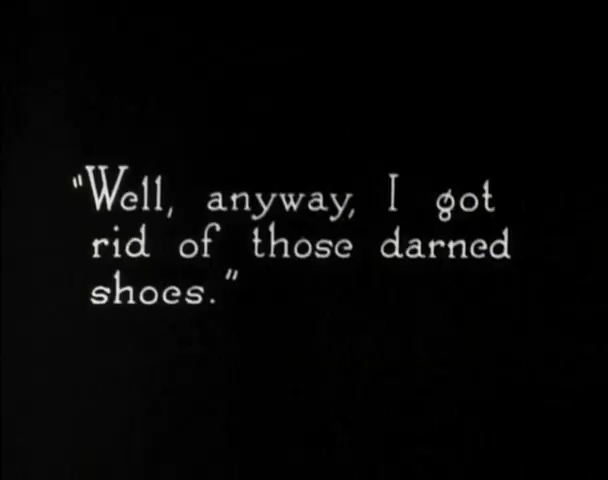 "Well, anyway, I got
rid of those darned
shoes."